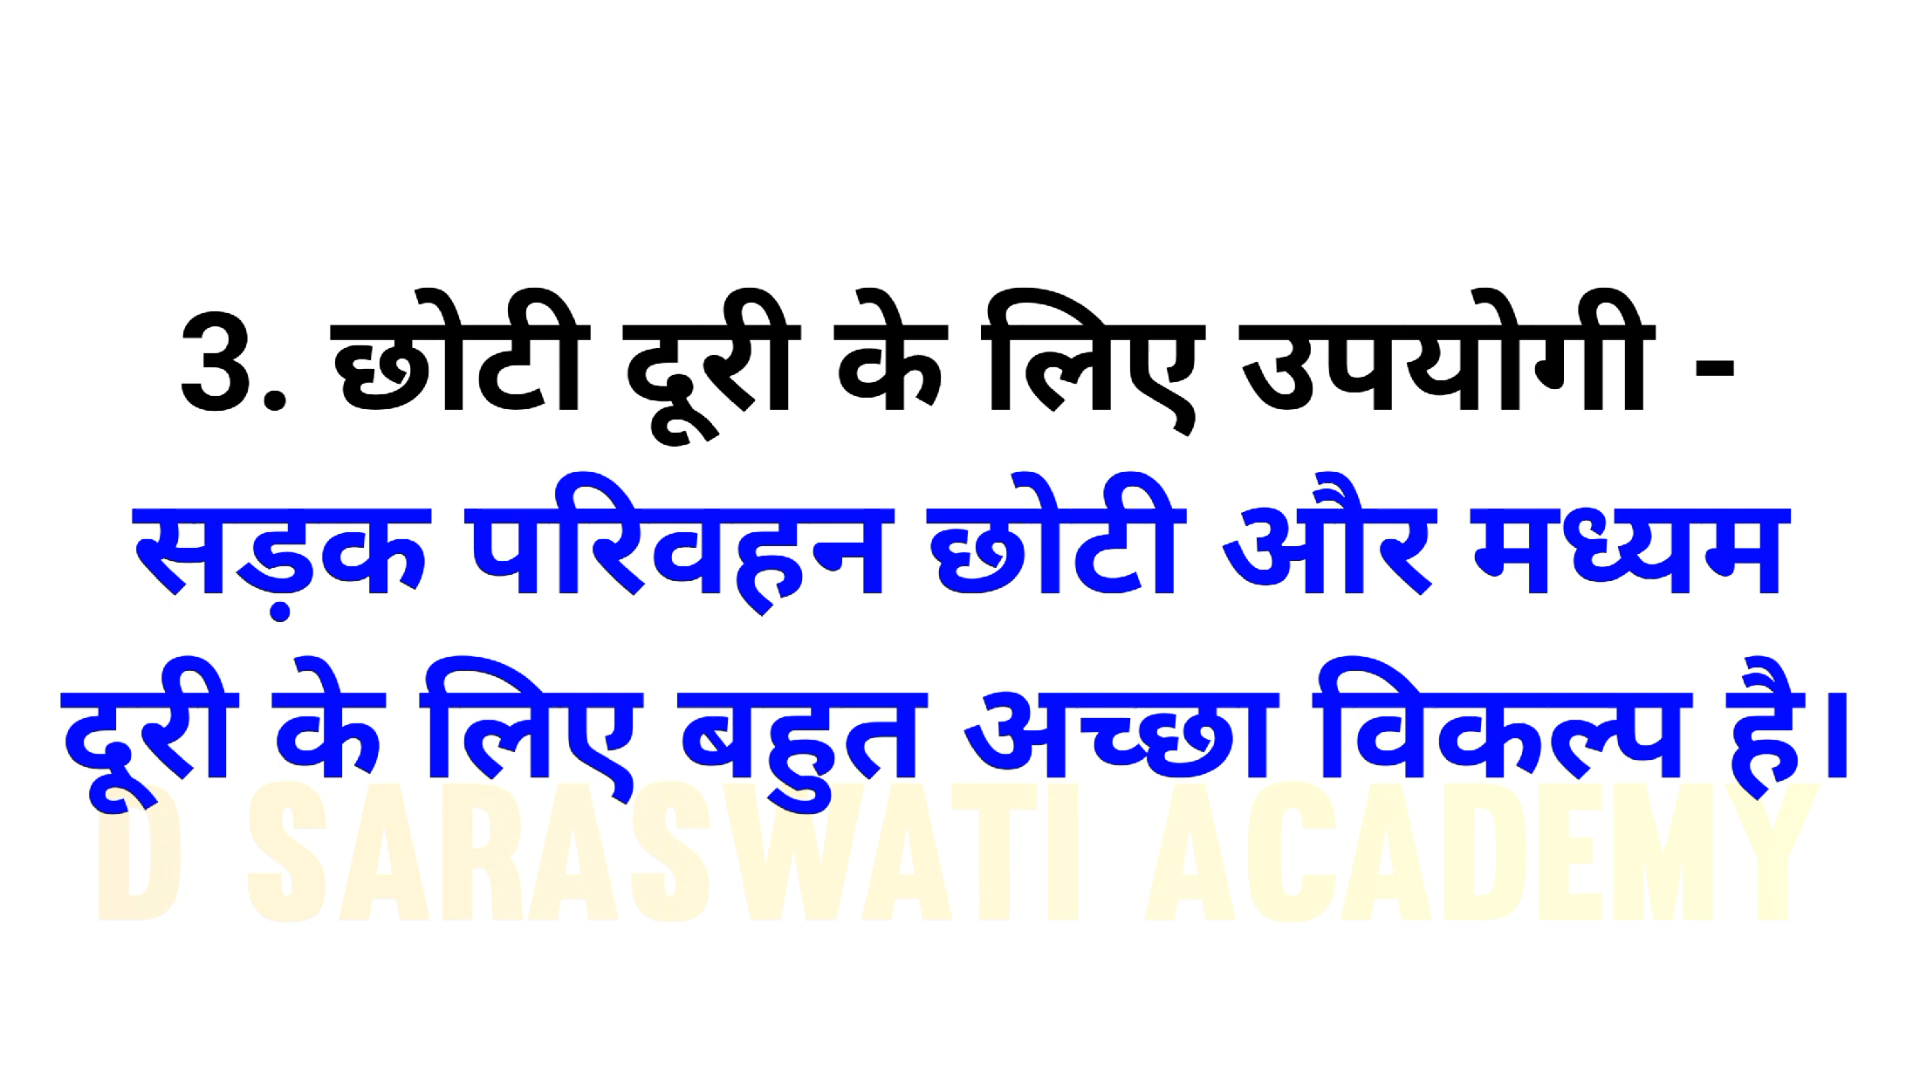 3. छोटी दूरी के लिए उपयोगी -
सड़क परिवहन छोटी और मध्यम
दूरी के लिए बहुत अच्छा विकल्प है।
D SARASWATI ACADEMY